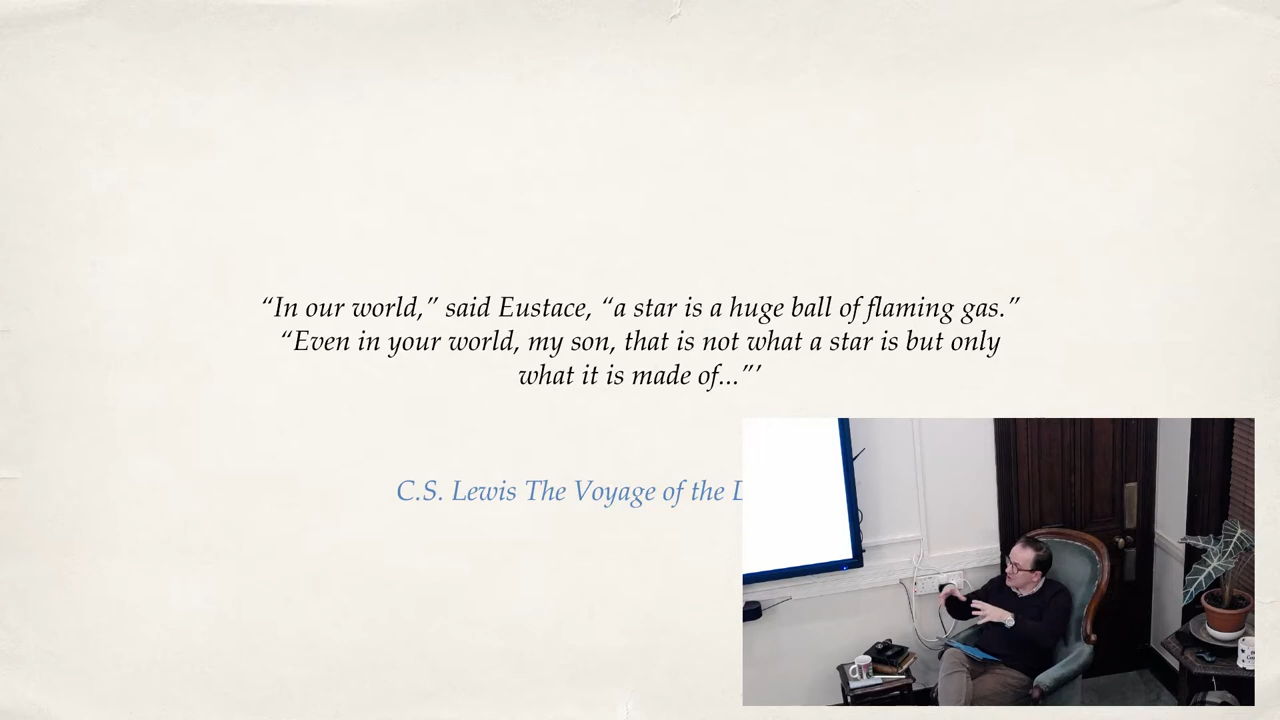 “In our world,” said Eustace, “a star is a huge ball of flaming gas.”
“Even in your world, my son, that is not what a star is but only
what it is made of...”’
C.S. Lewis The Voyage of the